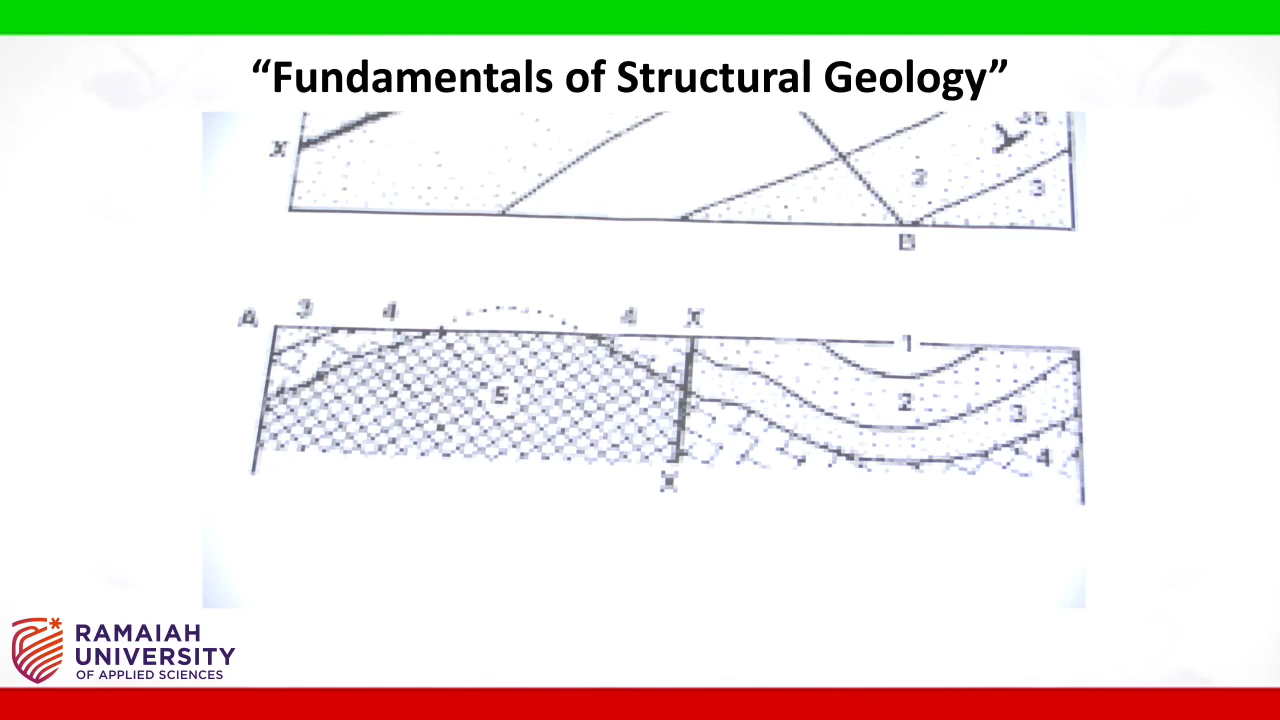 “Fundamentals of Structural Geology”
35
X
2
3
B
A 3 4 4 X
1
5
2
3
4
X
RAMAIAH
UNIVERSITY
OF APPLIED SCIENCES